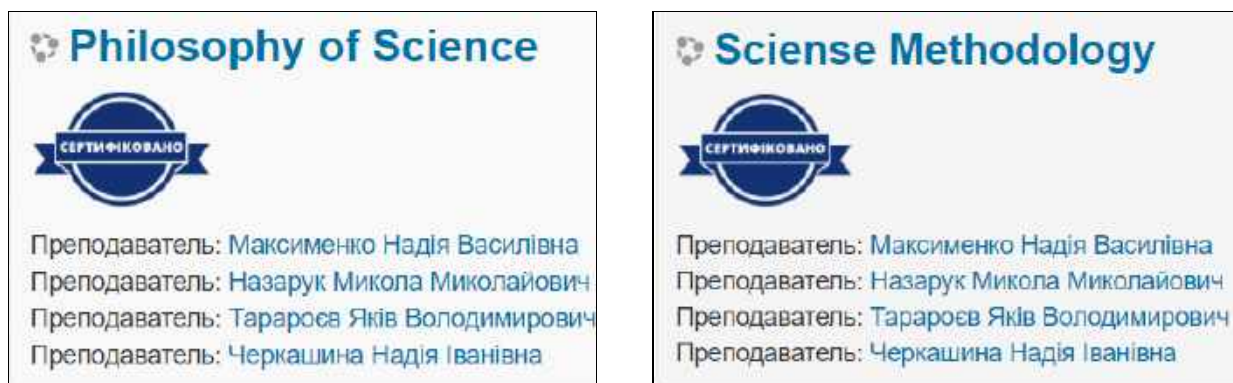 Philosophy of Science
СЕРТИФІКОВАНО
Преподаватель: Максименко Надія Василівна
Преподаватель: Назарук Микола Миколайович
Преподаватель: Тарароєв Яків Володимирович
Преподаватель: Черкашина Надія Іванівна
Sciense Methodology
СЕРТИФІКОВАНО
Преподаватель: Максименко Надія Василівна
Преподаватель: Назарук Микола Миколайович
Преподаватель: Тарароєв Яків Володимирович
Преподаватель: Черкашина Надія Іванівна